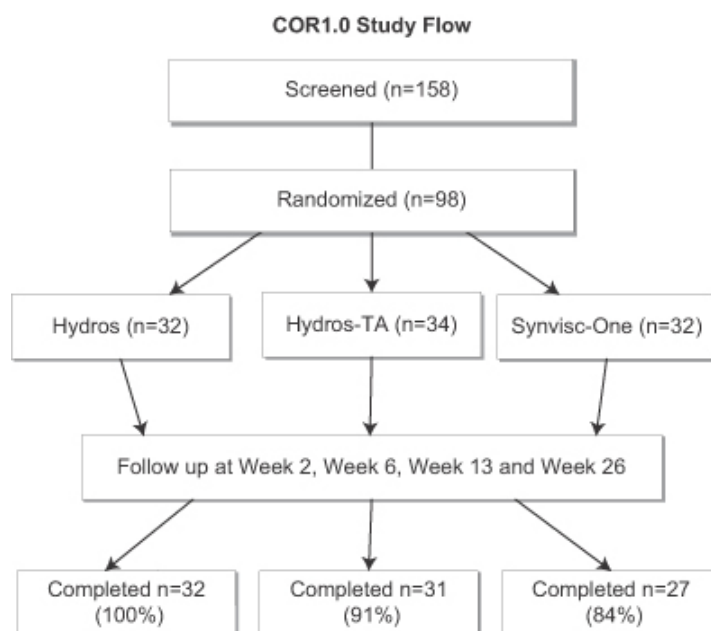 COR1.0 Study Flow
Screened (n=158)
Randomized (n=98)
Hydros (n=32)
Hydros-TA (n=34)
Synvisc-One (n=32)
Follow up at Week 2, Week 6, Week 13 and Week 26
Completed n=32
(100%)
Completed n=31
(91%)
Completed n=27
(84%)